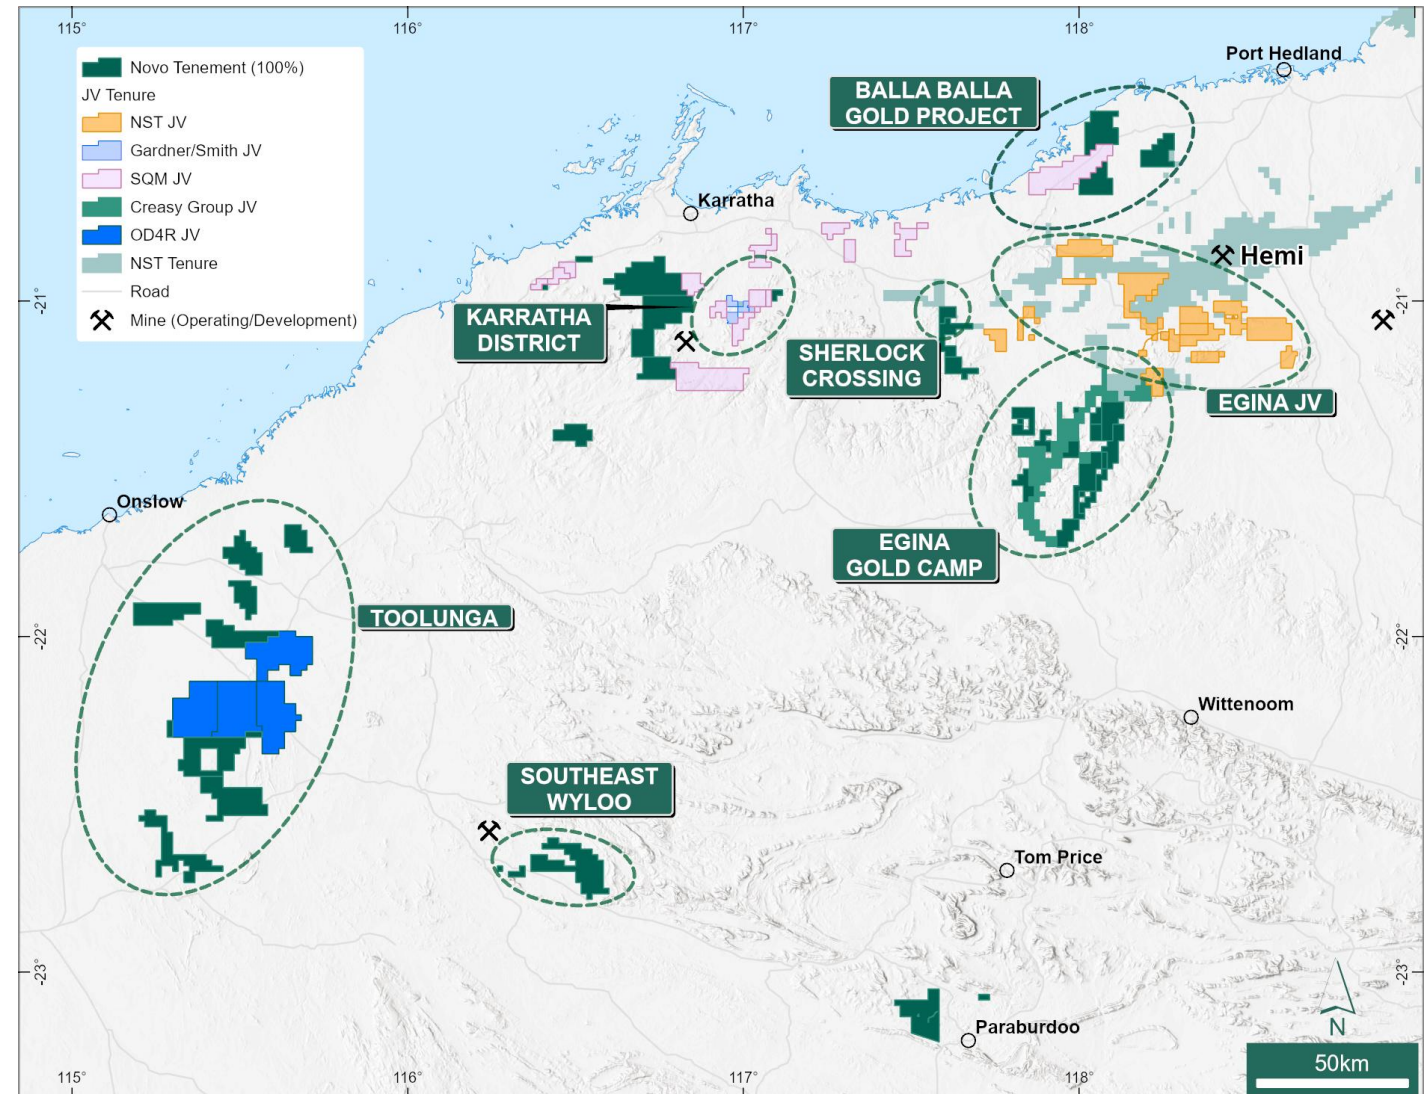 115°
116°
117°
118°
Novo Tenement (100%)
JV Tenure
NST JV
Gardner/Smith JV
SQM JV
Creasy Group JV
OD4R JV
NST Tenure
Road
Mine (Operating/Development)
Port Hedland
BALLA BALLA
GOLD PROJECT
Karratha
Hemi
-21°
-21°
KARRATHA
DISTRICT
SHERLOCK
CROSSING
EGINA JV
Onslow
EGINA
GOLD CAMP
TOOLUNGA
-22°
-22°
Wittenoom
SOUTHEAST
WYLOO
Tom Price
-23°
-23°
Paraburdoo
N
50km
115°
116°
117°
118°